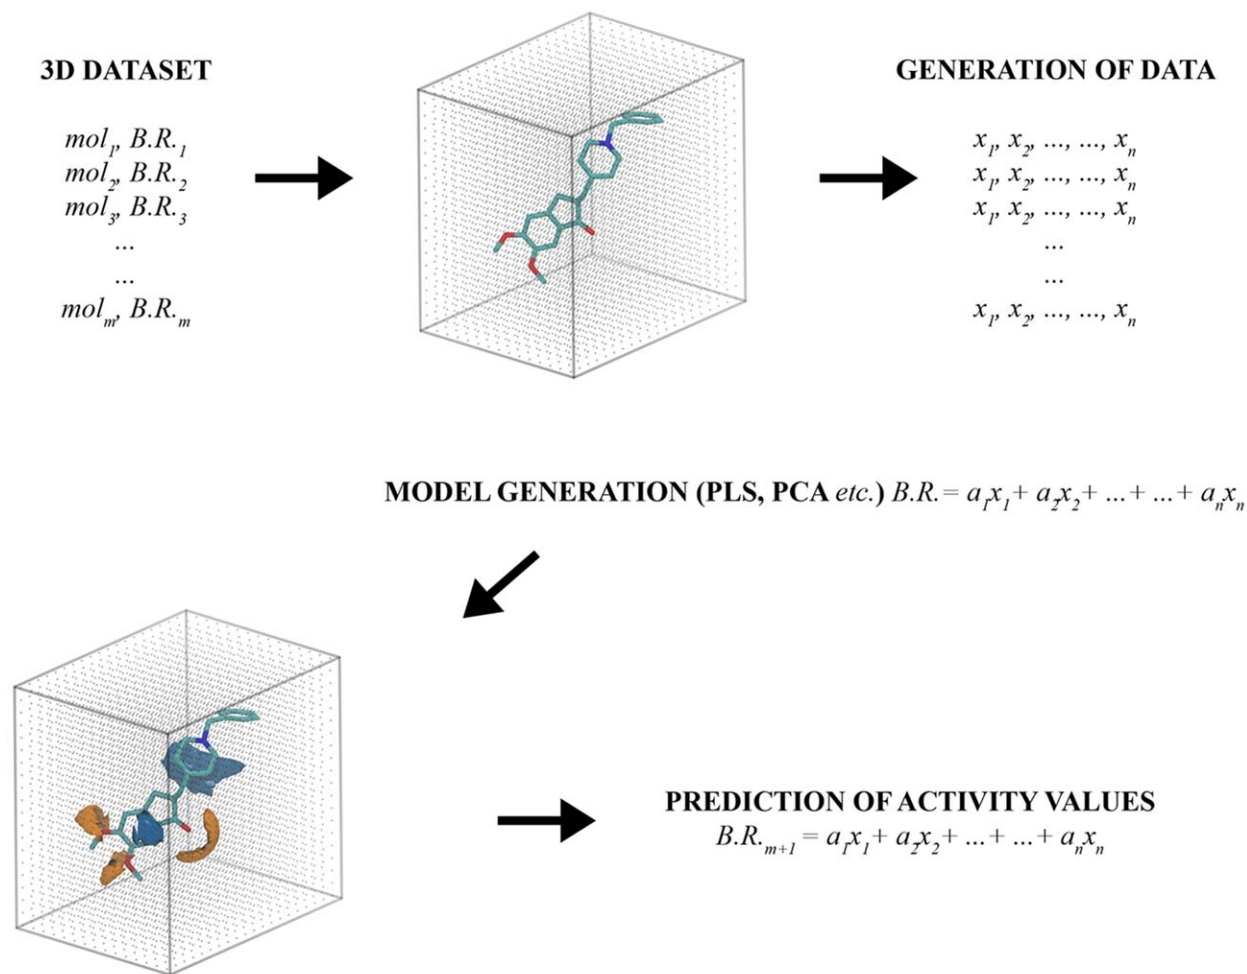 3D DATASET
mol₁, B.R.₁
mol₂, B.R.₂
mol₃, B.R.₃
...
...
molₘ, B.R.ₘ
GENERATION OF DATA
x₁, x₂, ..., ..., xₙ
x₁, x₂, ..., ..., xₙ
x₁, x₂, ..., ..., xₙ
...
...
x₁, x₂, ..., ..., xₙ
MODEL GENERATION (PLS, PCA etc.) B.R. = a₁x₁ + a₂x₂ + ... + ... + aₙxₙ
PREDICTION OF ACTIVITY VALUES
B.R.ₘ₊₁ = a₁x₁ + a₂x₂ + ... + ... + aₙxₙ